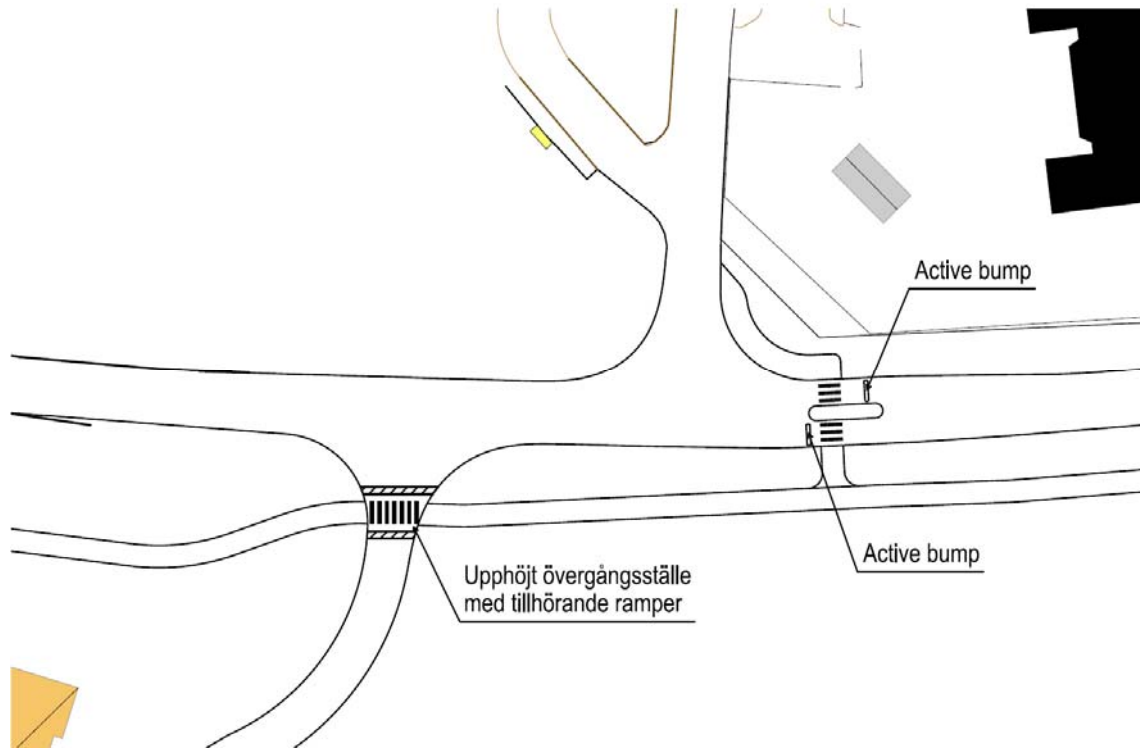 Active bump
Active bump
Upphöjt övergångsställe
med tillhörande ramper